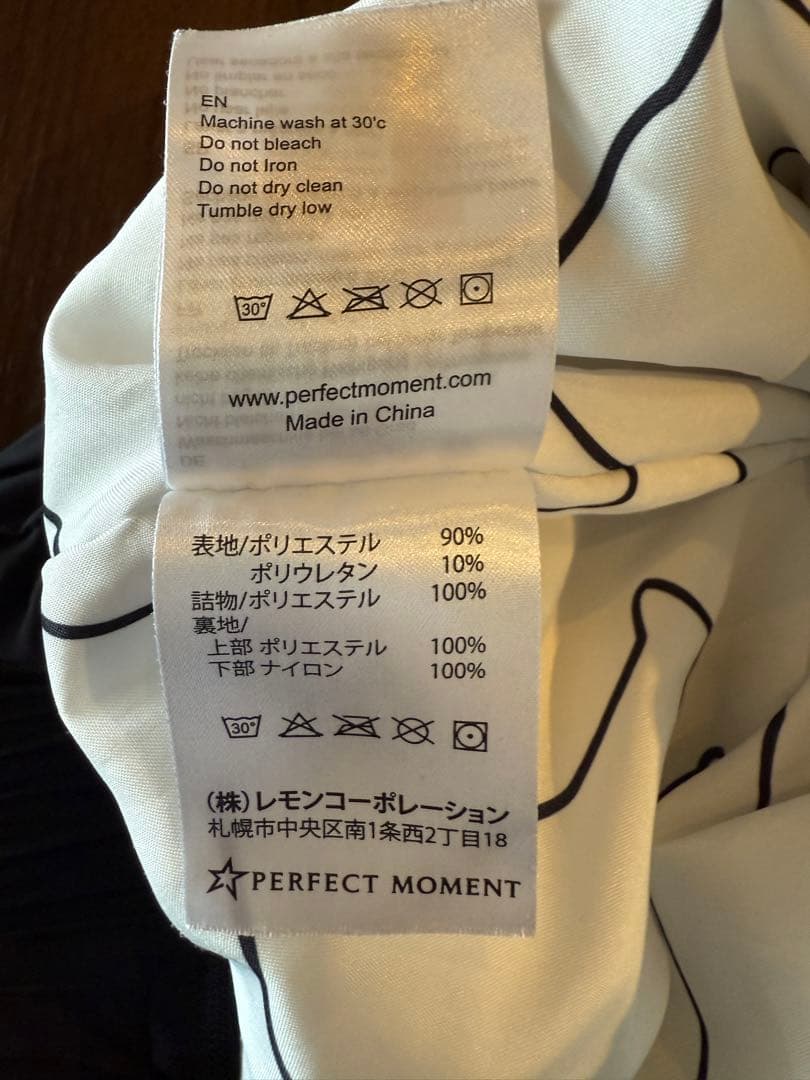 EN
Machine wash at 30'c
Do not bleach
Do not Iron
Do not dry clean
Tumble dry low
30°
www.perfectmoment.com
Made in China
表地/ポリエステル 90%
ポリウレタン 10%
詰物/ポリエステル 100%
裏地/
上部 ポリエステル 100%
下部 ナイロン 100%
30°
(株)レモンコーポレーション
札幌市中央区南1条西2丁目18
PERFECT MOMENT